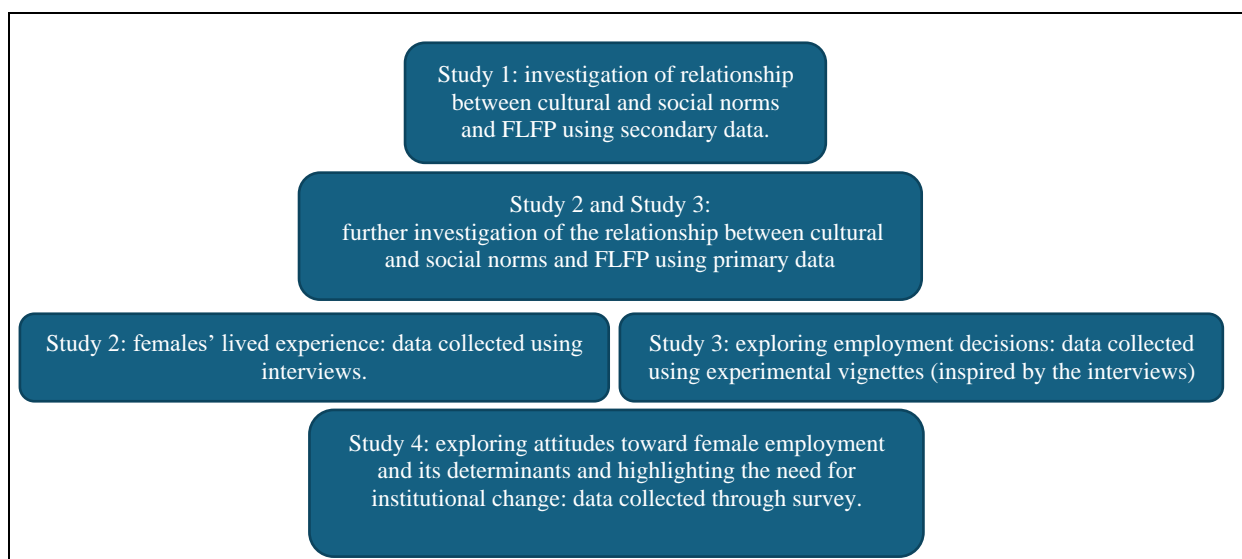 Study 1: investigation of relationship
between cultural and social norms
and FLFP using secondary data.
Study 2 and Study 3:
further investigation of the relationship between cultural
and social norms and FLFP using primary data
Study 2: females’ lived experience: data collected using
interviews.
Study 3: exploring employment decisions: data collected
using experimental vignettes (inspired by the interviews)
Study 4: exploring attitudes toward female employment
and its determinants and highlighting the need for
institutional change: data collected through survey.